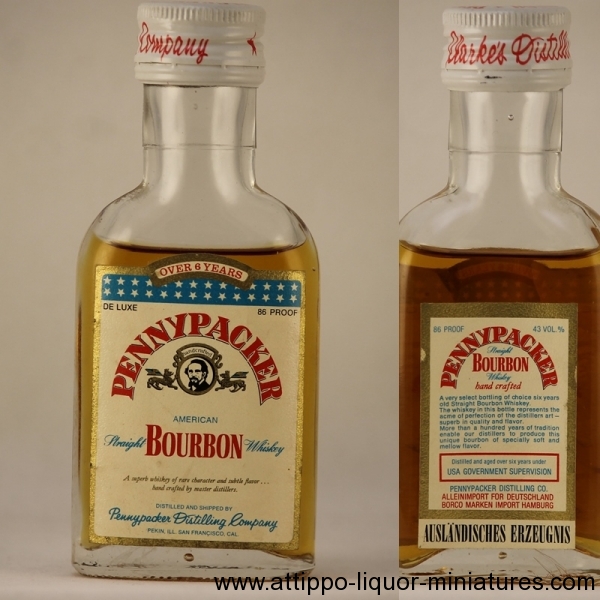 Company
OVER 6 YEARS
DE LUXE
86 PROOF
PENNYPACKER
AMERICAN
Straight BOURBON Whiskey
A superb whiskey of rare character and subtle flavor ...
hand crafted by master distillers.
DISTILLED AND SHIPPED BY
Pennypacker Distilling Company
PEKIN, ILL. SAN FRANCISCO, CAL.
86 PROOF
43 VOL.%
PENNYPACKER
Straight
BOURBON
Whiskey
hand crafted
A very select bottling of choice six years
old Straight Bourbon Whiskey.
The whiskey in this bottle represents the
acme of perfection of the distillers art –
superb in quality and flavor.
More than a hundred years of tradition
enable our distillers to produce this
unique bourbon of specially soft and
mellow flavor.
Distilled and aged over six years under
USA GOVERNMENT SUPERVISION
PENNYPACKER DISTILLING CO.
ALLEINIMPORT FÜR DEUTSCHLAND
BORCO MARKEN IMPORT HAMBURG
AUSLÄNDISCHES ERZEUGNIS
www.attippo-liquor-miniatures.com